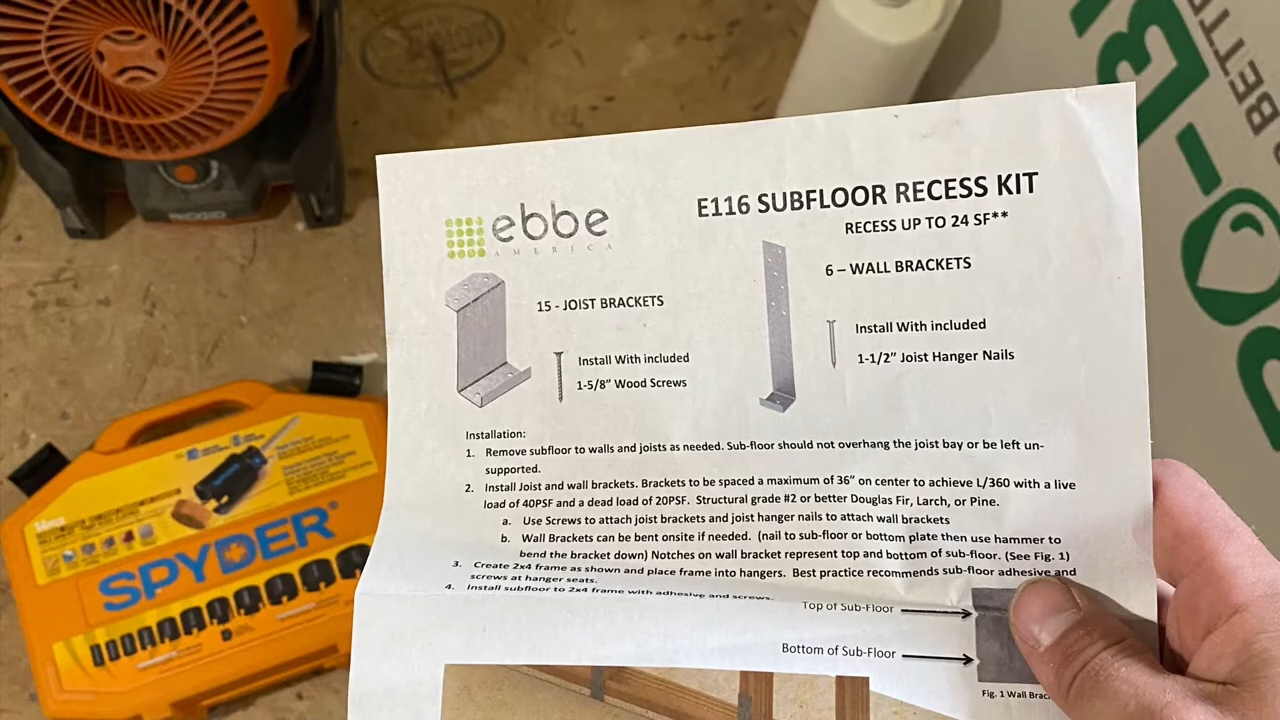 E116 SUBFLOOR RECESS KIT
RECESS UP TO 24 SF**
ebbe
AMERICA
15 - JOIST BRACKETS
Install With included
1-5/8” Wood Screws
6 – WALL BRACKETS
Install With included
1-1/2” Joist Hanger Nails
Installation:
1. Remove subfloor to walls and joists as needed. Sub-floor should not overhang the joist bay or be left un-
supported.
2. Install Joist and wall brackets. Brackets to be spaced a maximum of 36” on center to achieve L/360 with a live
load of 40PSF and a dead load of 20PSF. Structural grade #2 or better Douglas Fir, Larch, or Pine.
a. Use Screws to attach joist brackets and joist hanger nails to attach wall brackets
b. Wall Brackets can be bent onsite if needed. (nail to sub-floor or bottom plate then use hammer to
bend the bracket down) Notches on wall bracket represent top and bottom of sub-floor. (See Fig. 1)
3. Create 2x4 frame as shown and place frame into hangers. Best practice recommends sub-floor adhesive and
screws at hanger seats.
4. Install subfloor to 2x4 frame with adhesive and screws.
Top of Sub-Floor
Bottom of Sub-Floor
Fig. 1 Wall
RIDGID
SPYDER
BETTE